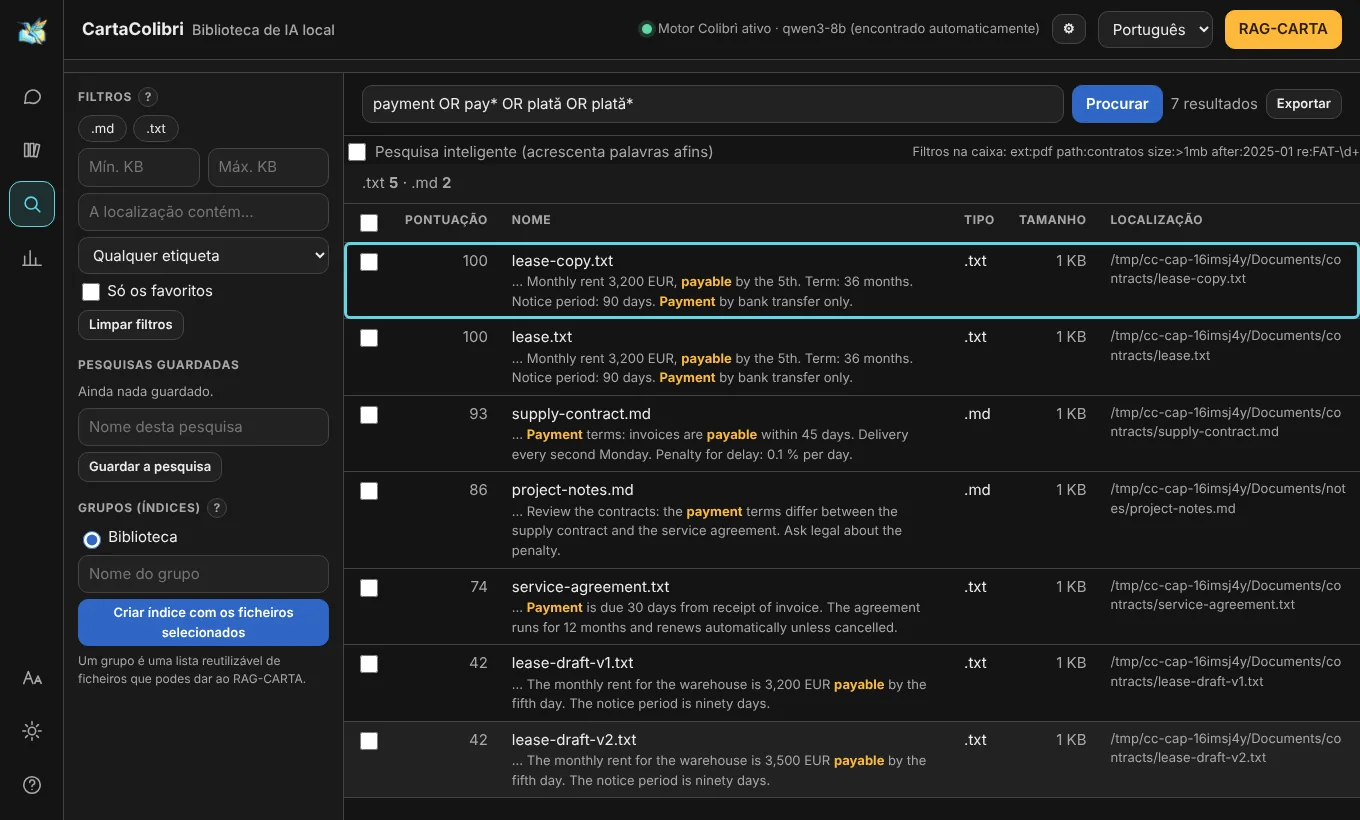 CartaColibri Biblioteca de IA local
Motor Colibrì ativo · qwen3-8b (encontrado automaticamente)
Português
RAG-CARTA
FILTROS ?
.md .txt
Mín. KB Máx. KB
A localização contém…
Qualquer etiqueta
Só os favoritos
Limpar filtros
PESQUISAS GUARDADAS
Ainda nada guardado.
Nome desta pesquisa
Guardar a pesquisa
GRUPOS (ÍNDICES) ?
Biblioteca
Nome do grupo
Criar índice com os ficheiros
selecionados
Um grupo é uma lista reutilizável de
ficheiros que podes dar ao RAG-CARTA.
AA
?
payment OR pay* OR plată OR plată*
Procurar
7 resultados
Exportar
Pesquisa inteligente (acrescenta palavras afins)
Filtros na caixa: ext:pdf path:contratos size:>1mb after:2025-01 re:FAT-\d+
.txt 5 · .md 2
PONTUAÇÃO NOME TIPO TAMANHO LOCALIZAÇÃO
100 lease-copy.txt .txt 1 KB /tmp/cc-cap-16imsj4y/Documents/co
ntracts/lease-copy.txt
... Monthly rent 3,200 EUR, payable by the 5th. Term: 36 months.
Notice period: 90 days. Payment by bank transfer only.
100 lease.txt .txt 1 KB /tmp/cc-cap-16imsj4y/Documents/co
ntracts/lease.txt
... Monthly rent 3,200 EUR, payable by the 5th. Term: 36 months.
Notice period: 90 days. Payment by bank transfer only.
93 supply-contract.md .md 1 KB /tmp/cc-cap-16imsj4y/Documents/co
ntracts/supply-contract.md
... Payment terms: invoices are payable within 45 days. Delivery
every second Monday. Penalty for delay: 0.1 % per day.
86 project-notes.md .md 1 KB /tmp/cc-cap-16imsj4y/Documents/not
es/project-notes.md
... Review the contracts: the payment terms differ between the
supply contract and the service agreement. Ask legal about the
penalty.
74 service-agreement.txt .txt 1 KB /tmp/cc-cap-16imsj4y/Documents/co
ntracts/service-agreement.txt
... Payment is due 30 days from receipt of invoice. The agreement
runs for 12 months and renews automatically unless cancelled.
42 lease-draft-v1.txt .txt 1 KB /tmp/cc-cap-16imsj4y/Documents/co
ntracts/lease-draft-v1.txt
... The monthly rent for the warehouse is 3,200 EUR payable by the
fifth day. The notice period is ninety days.
42 lease-draft-v2.txt .txt 1 KB /tmp/cc-cap-16imsj4y/Documents/co
ntracts/lease-draft-v2.txt
... The monthly rent for the warehouse is 3,500 EUR payable by the
fifth day. The notice period is ninety days.